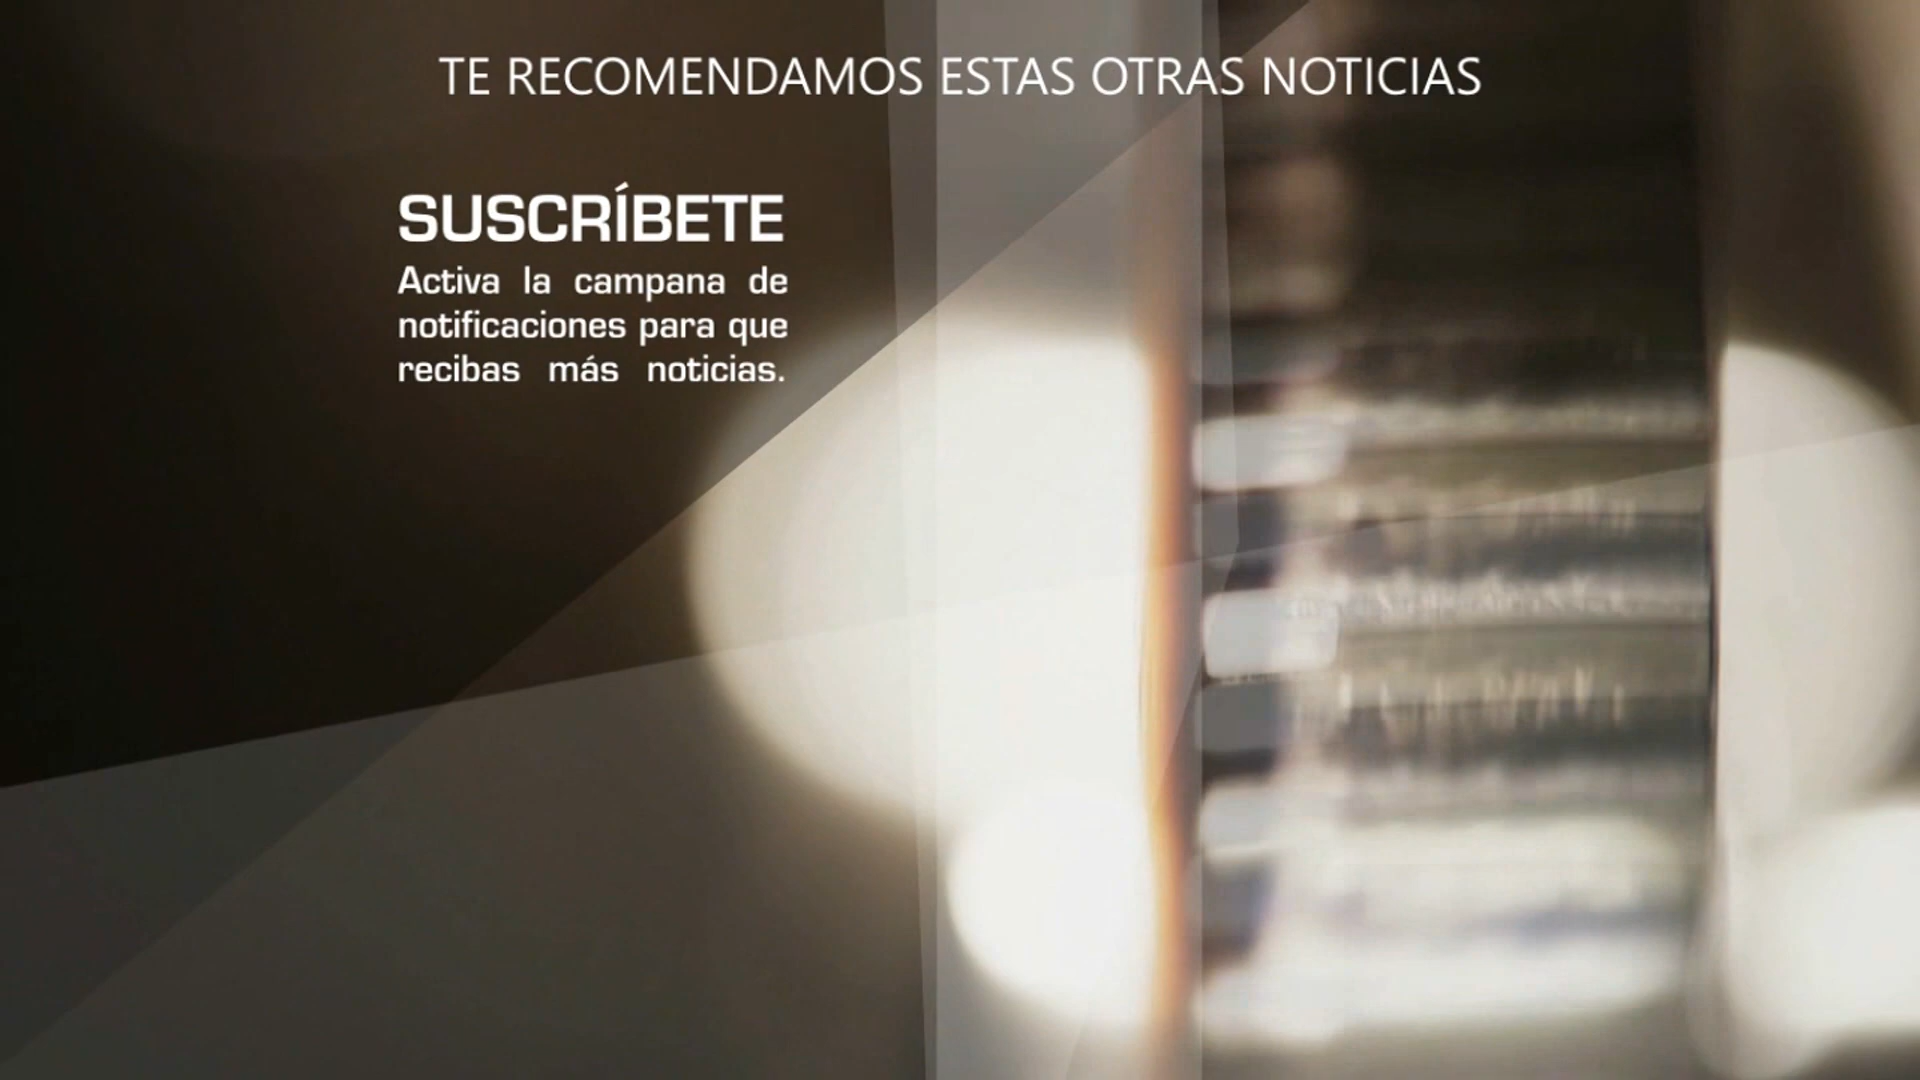 TE RECOMENDAMOS ESTAS OTRAS NOTICIAS
SUSCRÍBETE
Activa la campana de
notificaciones para que
recibas más noticias.